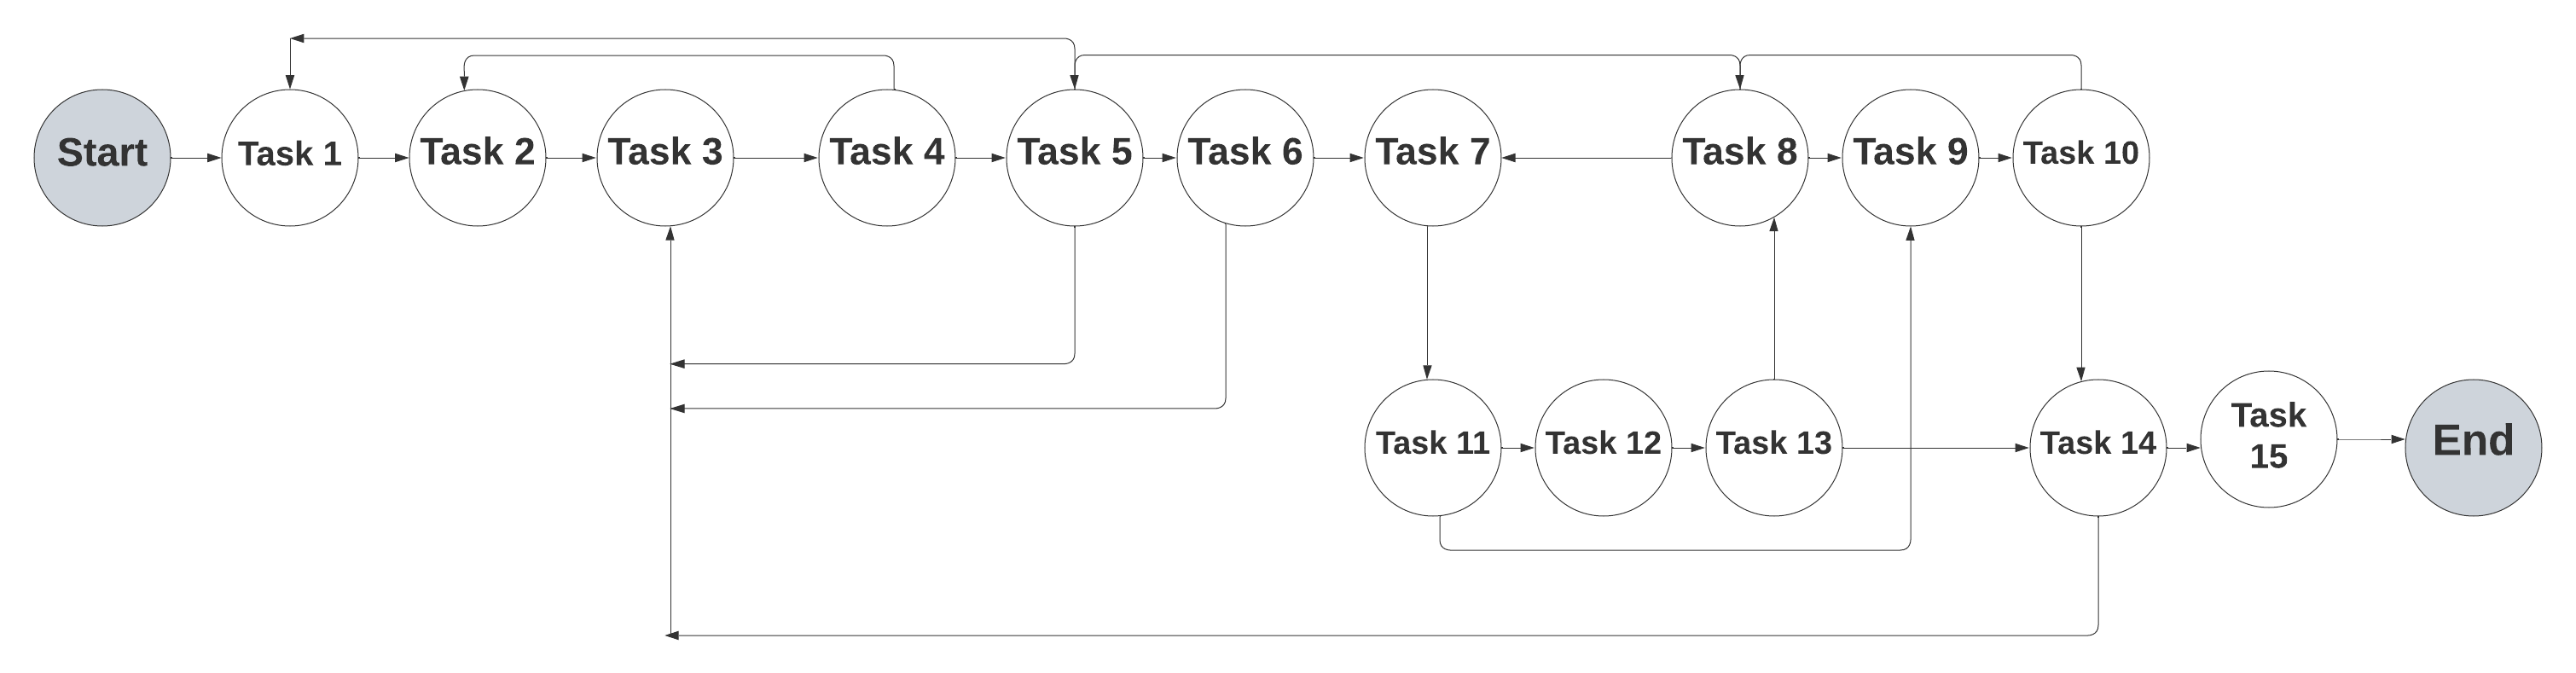 Start
Task 1
Task 2
Task 3
Task 4
Task 5
Task 6
Task 7
Task 8
Task 9
Task 10
Task 11
Task 12
Task 13
Task 14
Task
15
End